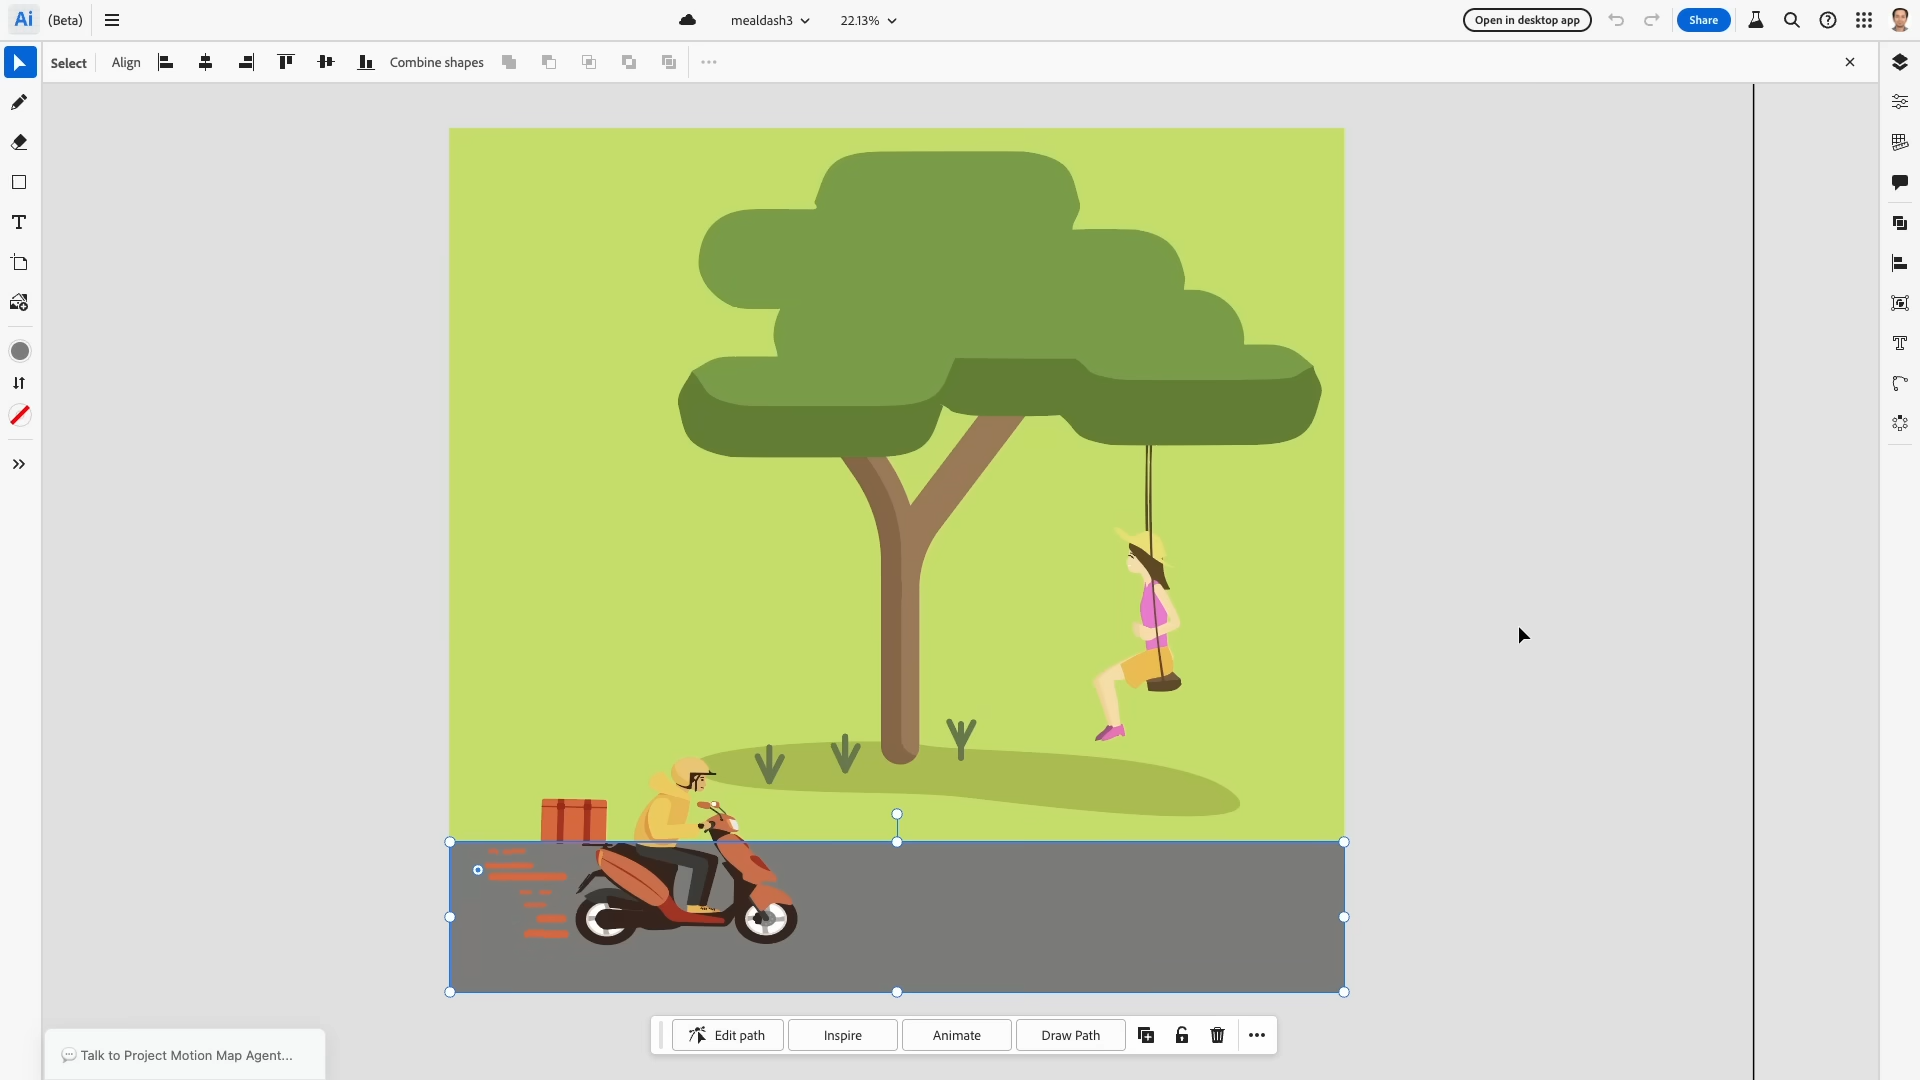 Ai (Beta) mealdash3 22.13% Open in desktop app Share
Select Align Combine shapes
T
T
Edit path Inspire Animate Draw Path
💬 Talk to Project Motion Map Agent...